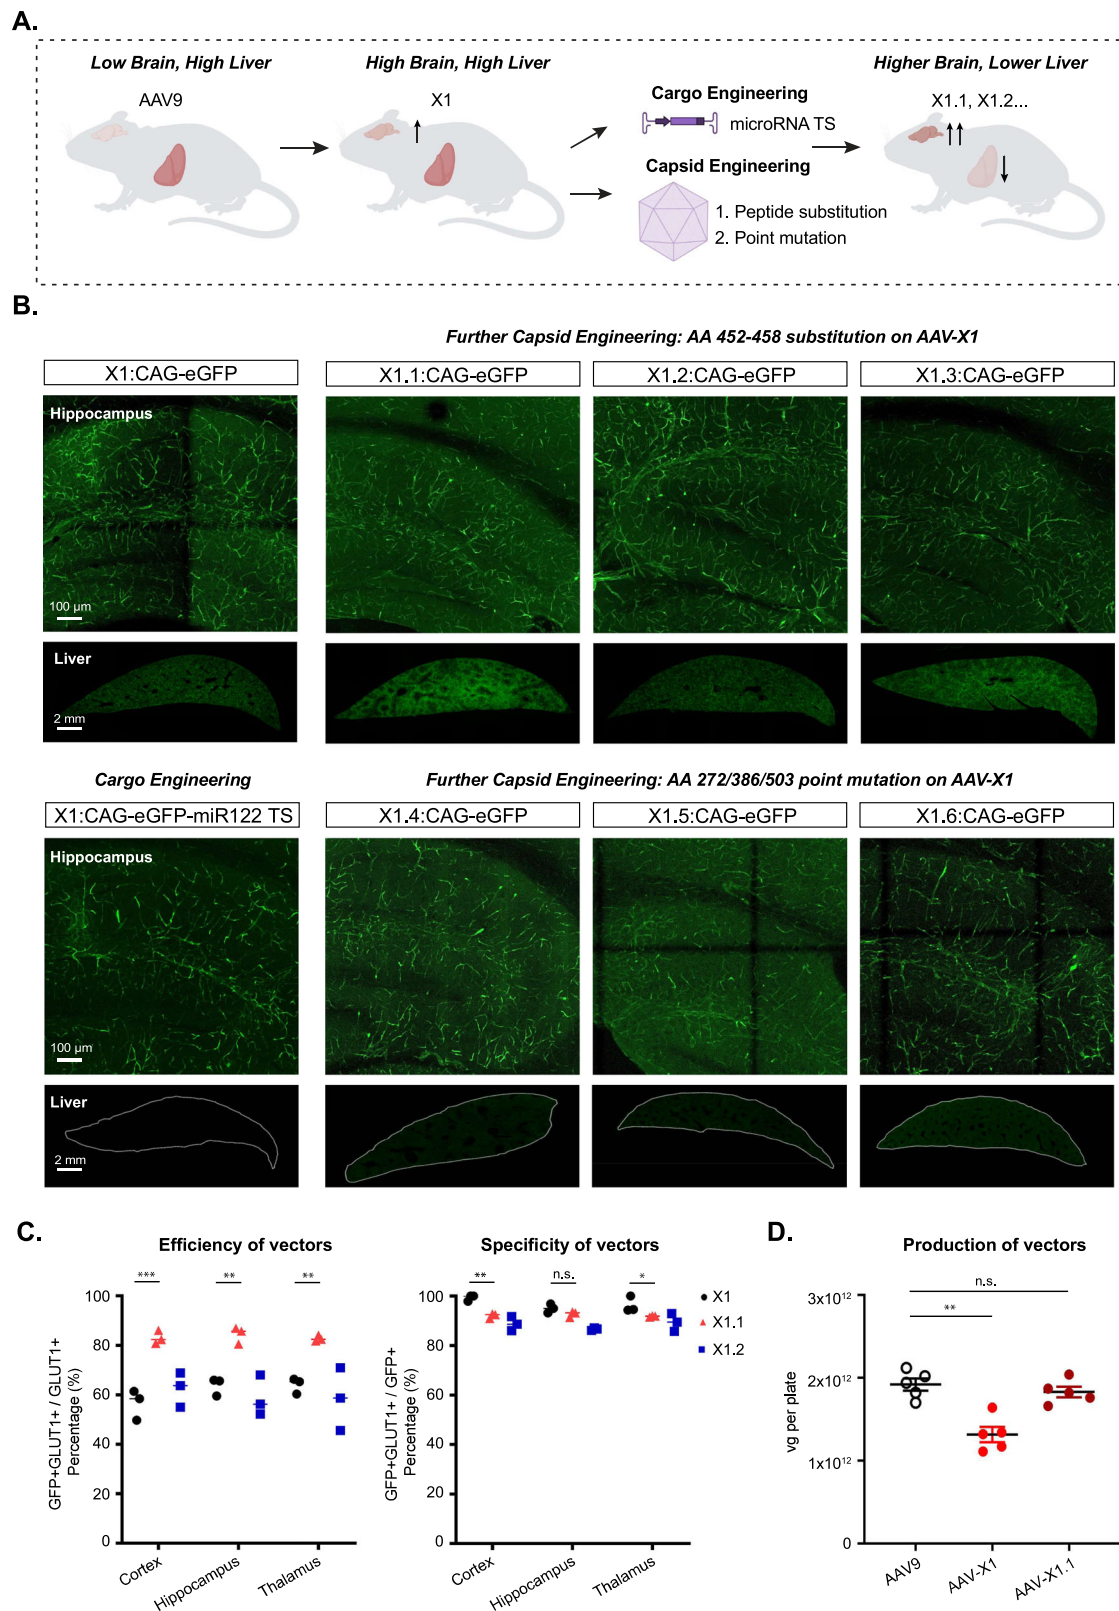 A.
Low Brain, High Liver
High Brain, High Liver
Higher Brain, Lower Liver
AAV9
X1
Cargo Engineering
microRNA TS
X1.1, X1.2...
Capsid Engineering
1. Peptide substitution
2. Point mutation
B.
Further Capsid Engineering: AA 452-458 substitution on AAV-X1
X1:CAG-eGFP
X1.1:CAG-eGFP
X1.2:CAG-eGFP
X1.3:CAG-eGFP
Hippocampus
100 µm
Liver
2 mm
Cargo Engineering
Further Capsid Engineering: AA 272/386/503 point mutation on AAV-X1
X1:CAG-eGFP-miR122 TS
X1.4:CAG-eGFP
X1.5:CAG-eGFP
X1.6:CAG-eGFP
Hippocampus
100 µm
Liver
2 mm
C.
Efficiency of vectors
*** ** **
100
80
60
40
20
0
GFP+GLUT1+ / GLUT1+
Percentage (%)
Cortex
Hippocampus
Thalamus
Specificity of vectors
** n.s. *
X1
X1.1
X1.2
100
80
60
40
20
0
GFP+GLUT1+ / GFP+
Percentage (%)
Cortex
Hippocampus
Thalamus
D.
Production of vectors
n.s.
**
3x10¹²
2x10¹²
1x10¹²
0
vg per plate
AAV9
AAV-X1
AAV-X1.1